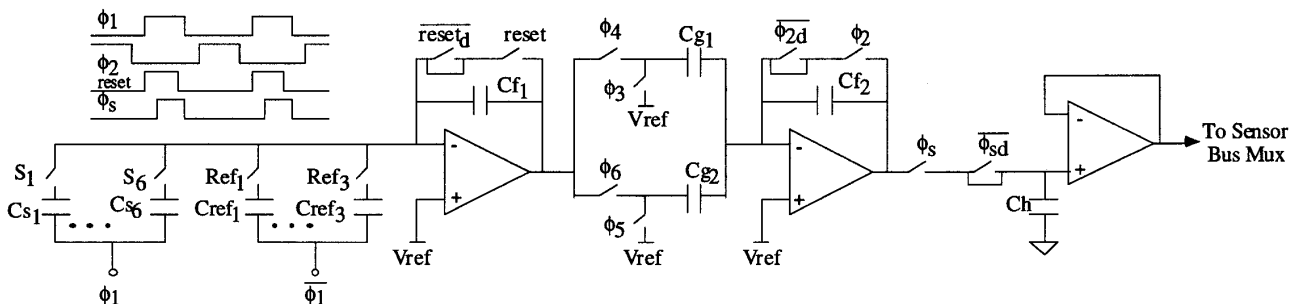 ϕ1
ϕ2
reset
ϕs
S1
S6
Ref1
Ref3
Cs1
Cs6
Cref1
Cref3
• • •
• • •
ϕ1
ϕ1
resetd
reset
Cf1
-
+
Vref
ϕ4
ϕ3
Vref
Cg1
ϕ6
ϕ5
Vref
Cg2
ϕ2d
ϕ2
Cf2
-
+
Vref
ϕs
ϕsd
Ch
-
+
To Sensor
Bus Mux